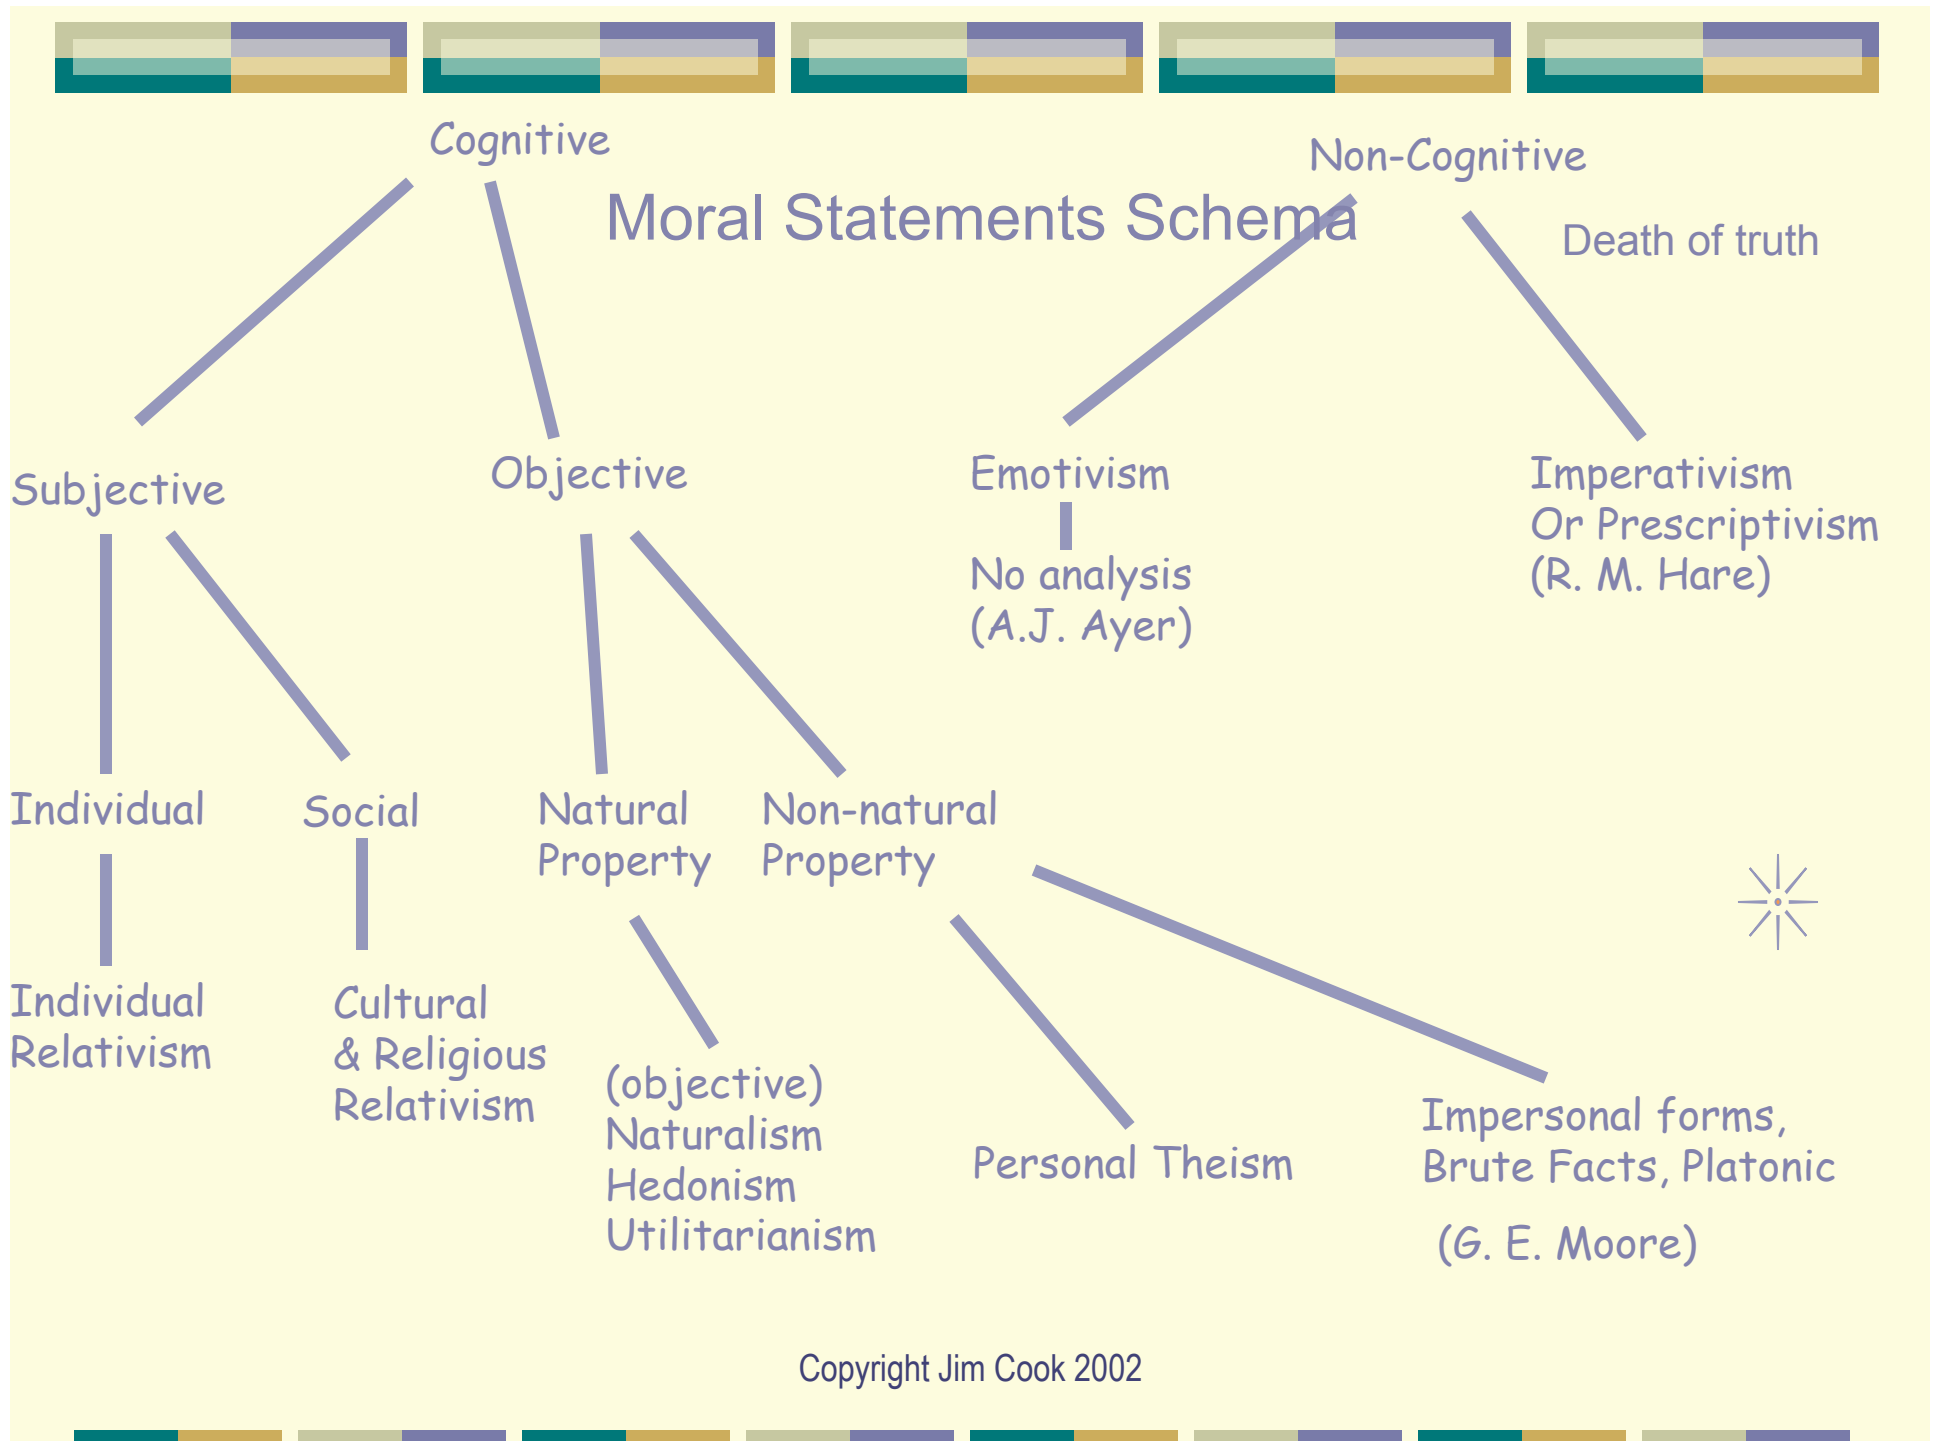 Cognitive
Non-Cognitive
Moral Statements Schema
Death of truth
Subjective
Objective
Emotivism
No analysis
(A.J. Ayer)
Imperativism
Or Prescriptivism
(R. M. Hare)
Individual
Social
Natural
Property
Non-natural
Property
Individual
Relativism
Cultural
& Religious
Relativism
(objective)
Naturalism
Hedonism
Utilitarianism
Personal Theism
Impersonal forms,
Brute Facts, Platonic
(G. E. Moore)
Copyright Jim Cook 2002